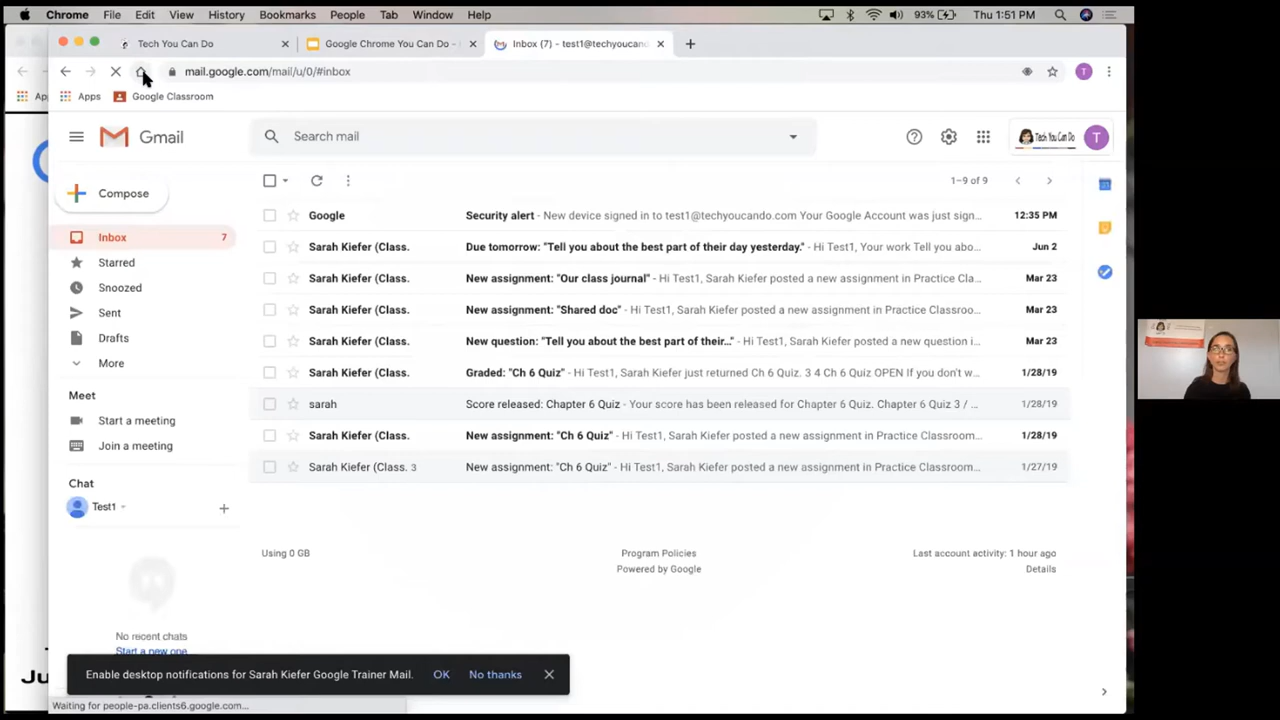 Chrome File Edit View History Bookmarks People Tab Window Help 93% Thu 1:51 PM
Tech You Can Do Google Chrome You Can Do - Inbox (7) - test1@techyoucando
mail.google.com/mail/u/0/#inbox T
Ap Apps Google Classroom
Gmail Search mail Tech You Can Do T
Compose 1–9 of 9
Inbox 7 Google Security alert - New device signed in to test1@techyoucando.com Your Google Account was just sign... 12:35 PM
Sarah Kiefer (Class. Due tomorrow: "Tell you about the best part of their day yesterday." - Hi Test1, Your work Tell you abo... Jun 2
Starred
Sarah Kiefer (Class. New assignment: "Our class journal" - Hi Test1, Sarah Kiefer posted a new assignment in Practice Cla... Mar 23
Snoozed
Sent Sarah Kiefer (Class. New assignment: "Shared doc" - Hi Test1, Sarah Kiefer posted a new assignment in Practice Classroo... Mar 23
Drafts Sarah Kiefer (Class. New question: "Tell you about the best part of their..." - Hi Test1, Sarah Kiefer posted a new question i... Mar 23
More Sarah Kiefer (Class. Graded: "Ch 6 Quiz" - Hi Test1, Sarah Kiefer just returned Ch 6 Quiz. 3 4 Ch 6 Quiz OPEN If you don't w... 1/28/19
Meet sarah Score released: Chapter 6 Quiz - Your score has been released for Chapter 6 Quiz. Chapter 6 Quiz 3 / ... 1/28/19
Start a meeting Sarah Kiefer (Class. New assignment: "Ch 6 Quiz" - Hi Test1, Sarah Kiefer posted a new assignment in Practice Classroom... 1/28/19
Join a meeting
Sarah Kiefer (Class. 3 New assignment: "Ch 6 Quiz" - Hi Test1, Sarah Kiefer posted a new assignment in Practice Classroom... 1/27/19
Chat
Test1
Using 0 GB Program Policies Last account activity: 1 hour ago
Powered by Google Details
No recent chats
Start a new one
Ju Enable desktop notifications for Sarah Kiefer Google Trainer Mail. OK No thanks
Waiting for people-pa.clients6.google.com...